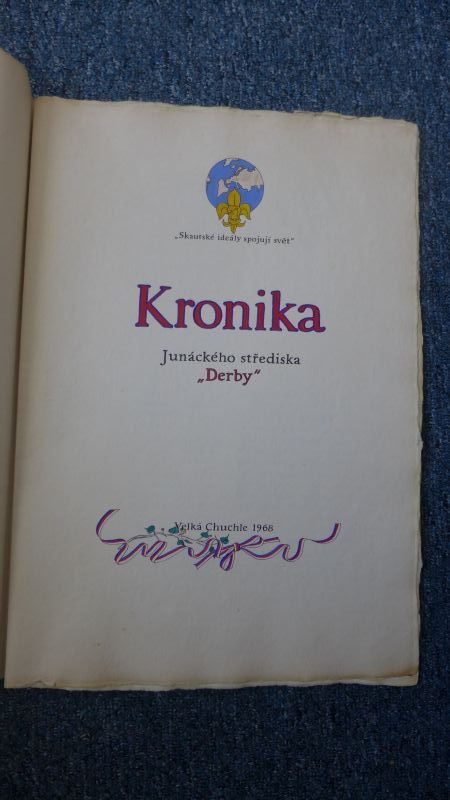 „Skautské ideály spojují svět“
Kronika
Junáckého střediska
„Derby“
Velká Chuchle 1968